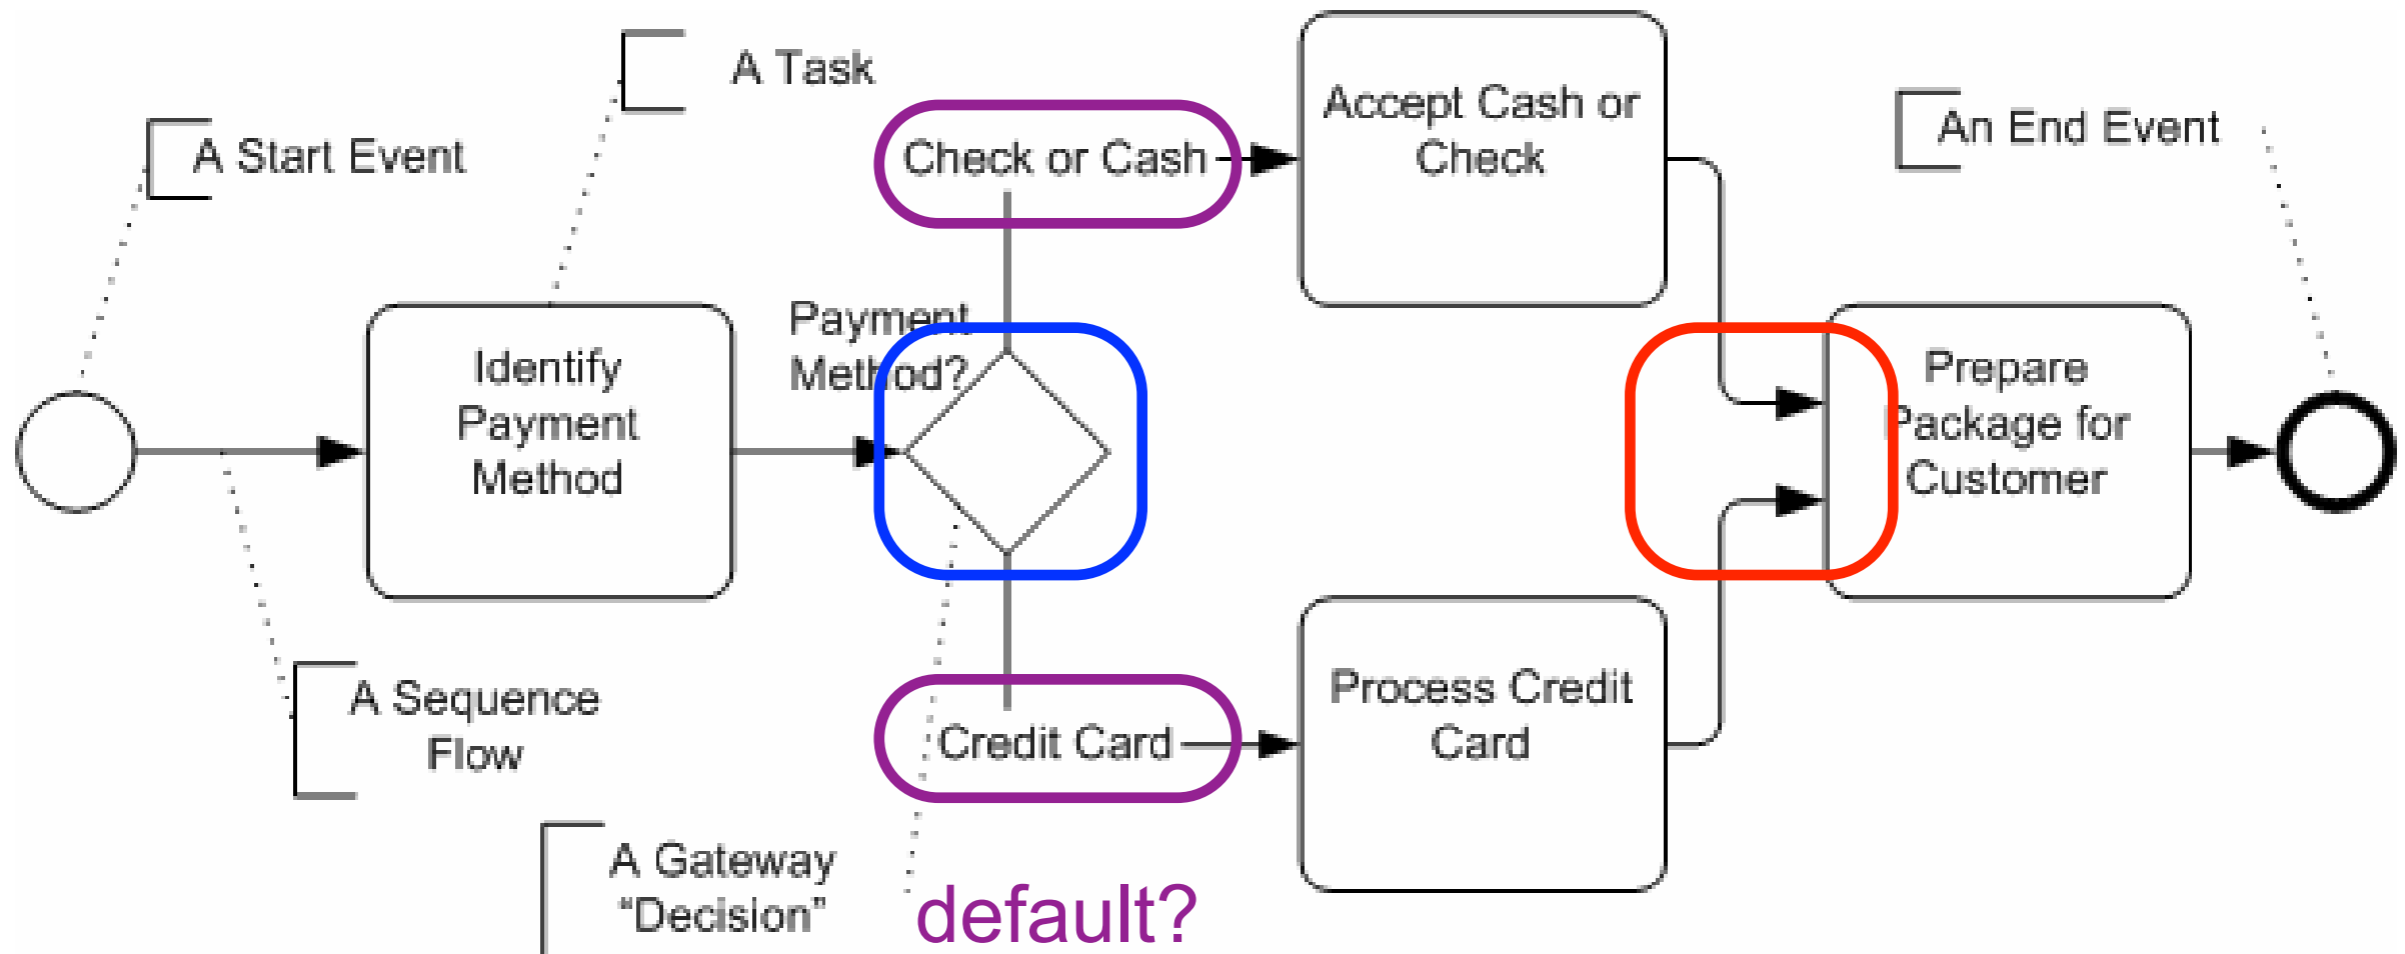 A Task
A Start Event
Check or Cash
Accept Cash or
Check
An End Event
Payment
Method?
Identify
Payment
Method
Prepare
Package for
Customer
A Sequence
Flow
Credit Card
Process Credit
Card
A Gateway
“Decision”
default?